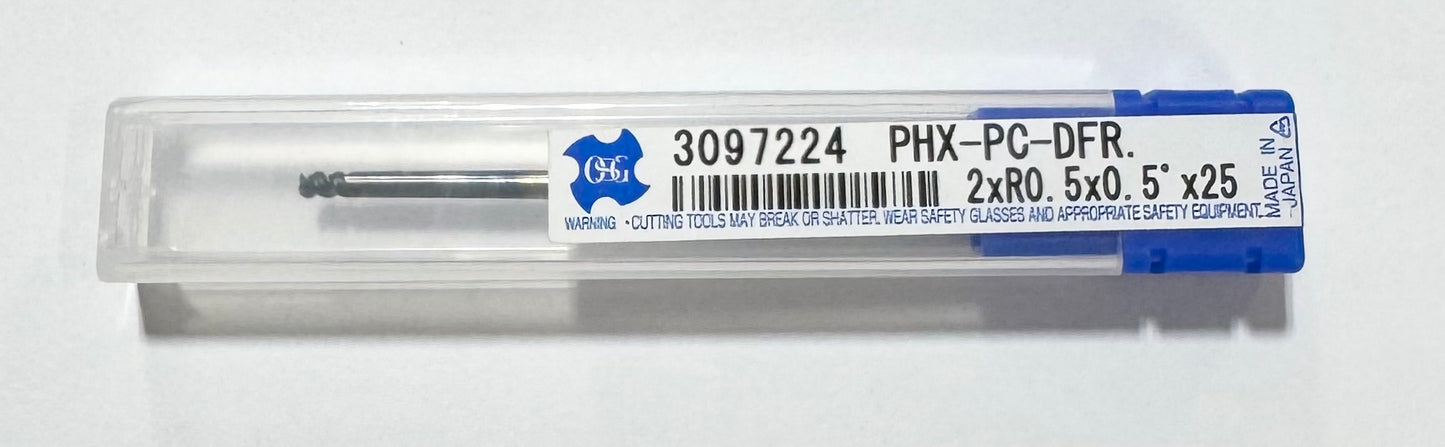 OSG
3097224 PHX-PC-DFR.
2xR0.5x0.5° x25
WARNING ・CUTTING TOOLS MAY BREAK OR SHATTER. WEAR SAFETY GLASSES AND APPROPRIATE SAFETY EQUIPMENT.
MADE IN
JAPAN